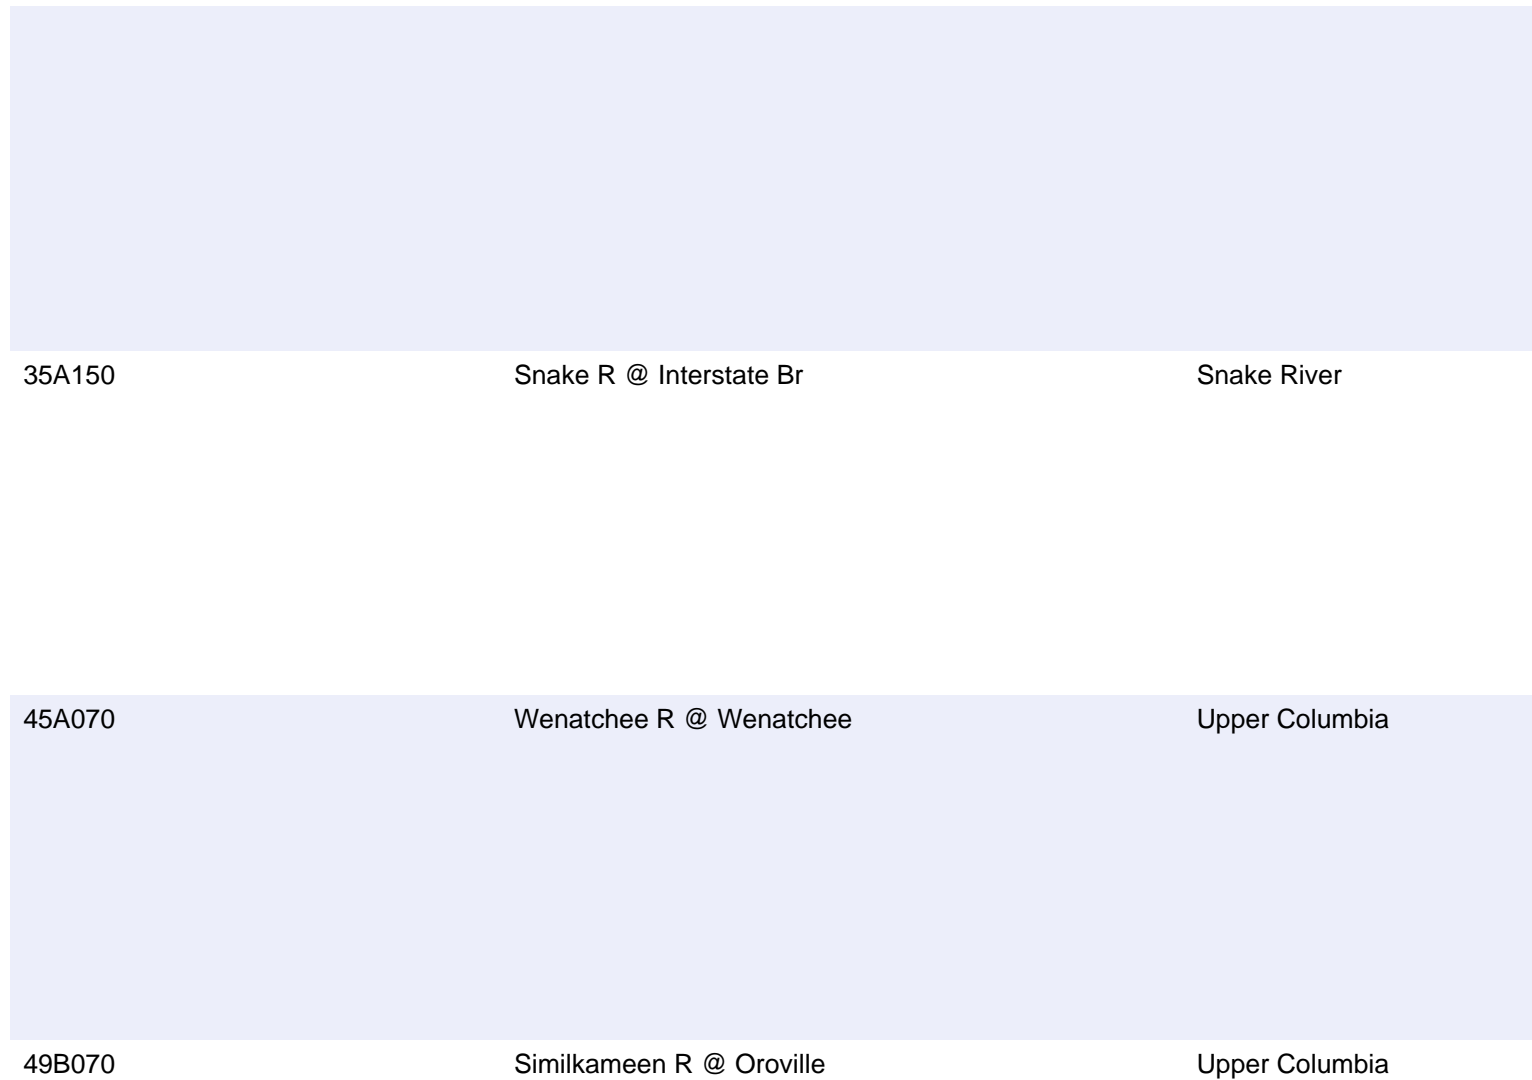 35A150 Snake R @ Interstate Br Snake River
45A070 Wenatchee R @ Wenatchee Upper Columbia
49B070 Similkameen R @ Oroville Upper Columbia